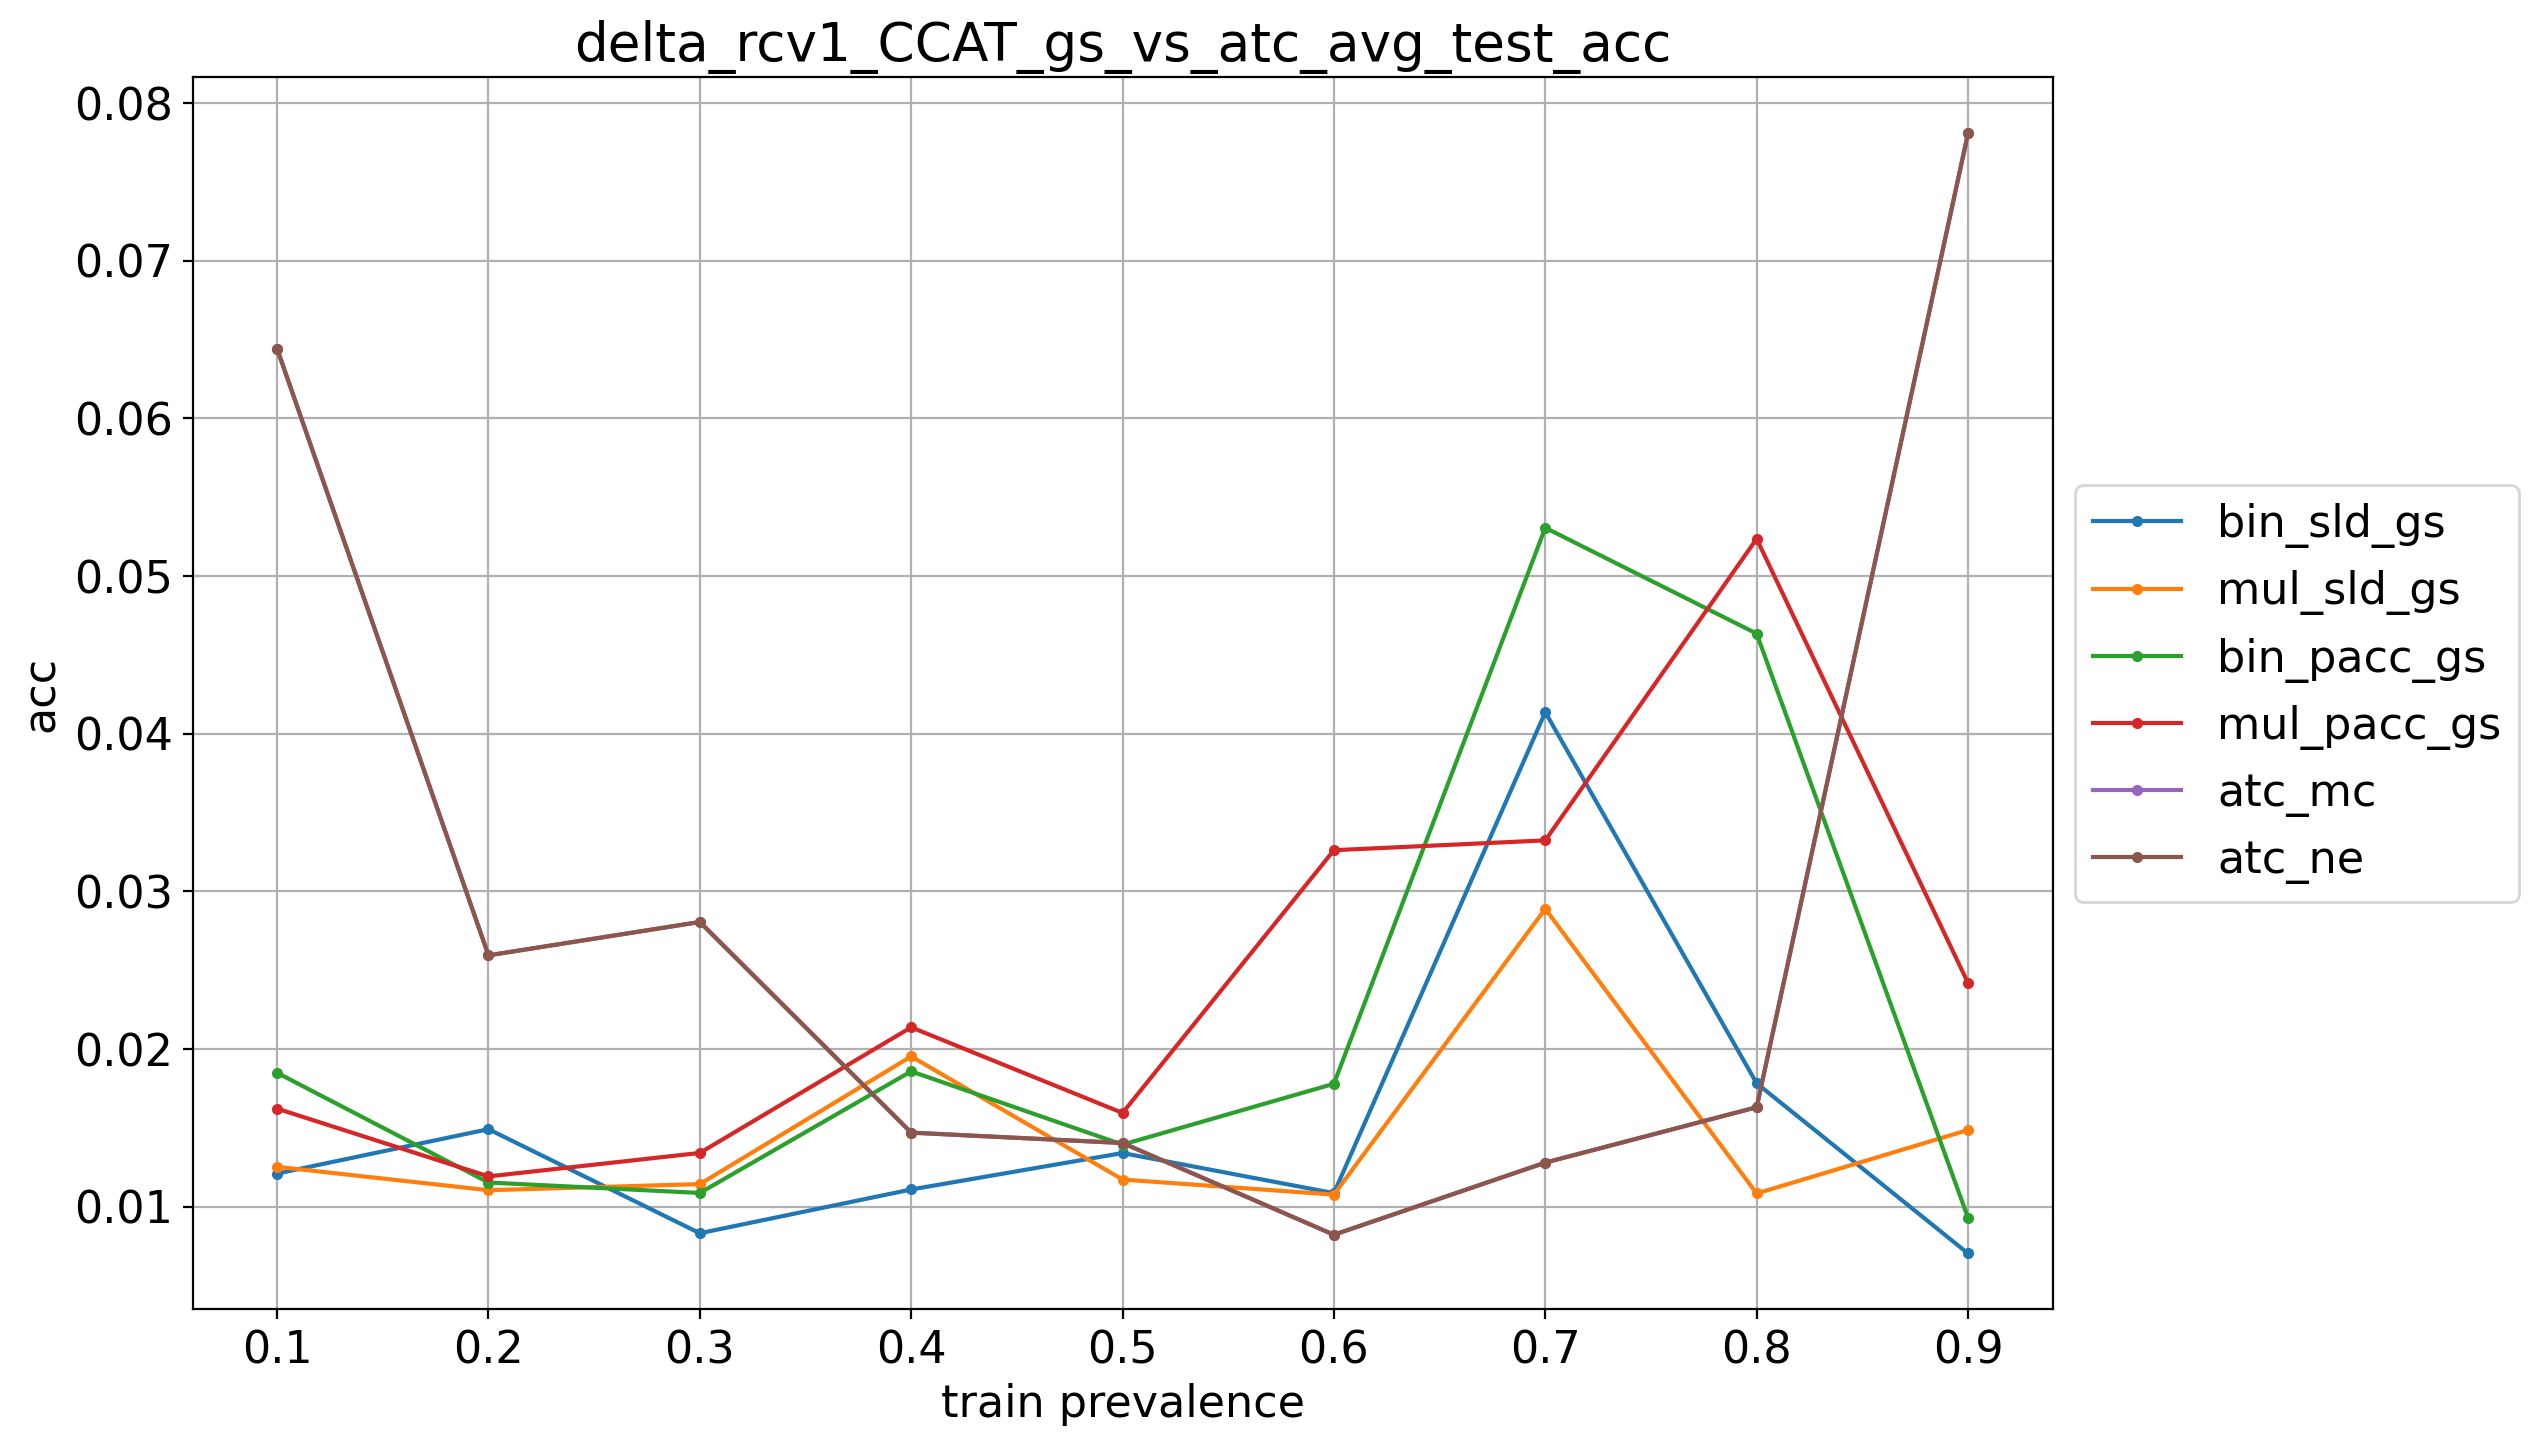 delta_rcv1_CCAT_gs_vs_atc_avg_test_acc
0.08
0.07
0.06
0.05
0.04
0.03
0.02
0.01
acc
0.1 0.2 0.3 0.4 0.5 0.6 0.7 0.8 0.9
train prevalence
bin_sld_gs
mul_sld_gs
bin_pacc_gs
mul_pacc_gs
atc_mc
atc_ne